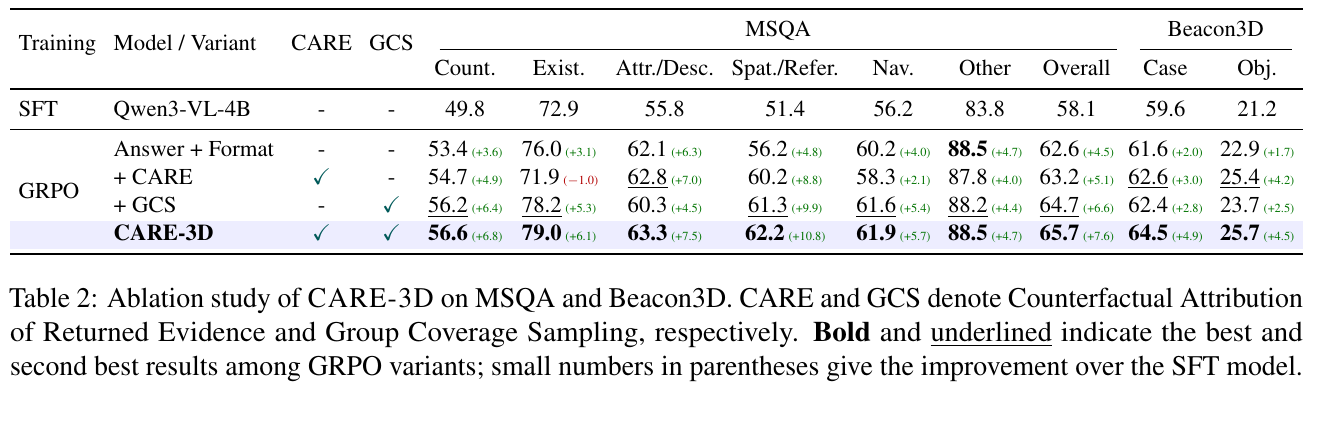 MSQA Beacon3D
Training Model / Variant CARE GCS
Count. Exist. Attr./Desc. Spat./Refer. Nav. Other Overall Case Obj.
SFT Qwen3-VL-4B - - 49.8 72.9 55.8 51.4 56.2 83.8 58.1 59.6 21.2
Answer + Format - - 53.4 (+3.6) 76.0 (+3.1) 62.1 (+6.3) 56.2 (+4.8) 60.2 (+4.0) 88.5 (+4.7) 62.6 (+4.5) 61.6 (+2.0) 22.9 (+1.7)
+ CARE ✓ - 54.7 (+4.9) 71.9 (−1.0) 62.8 (+7.0) 60.2 (+8.8) 58.3 (+2.1) 87.8 (+4.0) 63.2 (+5.1) 62.6 (+3.0) 25.4 (+4.2)
GRPO
+ GCS - ✓ 56.2 (+6.4) 78.2 (+5.3) 60.3 (+4.5) 61.3 (+9.9) 61.6 (+5.4) 88.2 (+4.4) 64.7 (+6.6) 62.4 (+2.8) 23.7 (+2.5)
CARE-3D ✓ ✓ 56.6 (+6.8) 79.0 (+6.1) 63.3 (+7.5) 62.2 (+10.8) 61.9 (+5.7) 88.5 (+4.7) 65.7 (+7.6) 64.5 (+4.9) 25.7 (+4.5)
Table 2: Ablation study of CARE-3D on MSQA and Beacon3D. CARE and GCS denote Counterfactual Attribution
of Returned Evidence and Group Coverage Sampling, respectively. Bold and underlined indicate the best and
second best results among GRPO variants; small numbers in parentheses give the improvement over the SFT model.